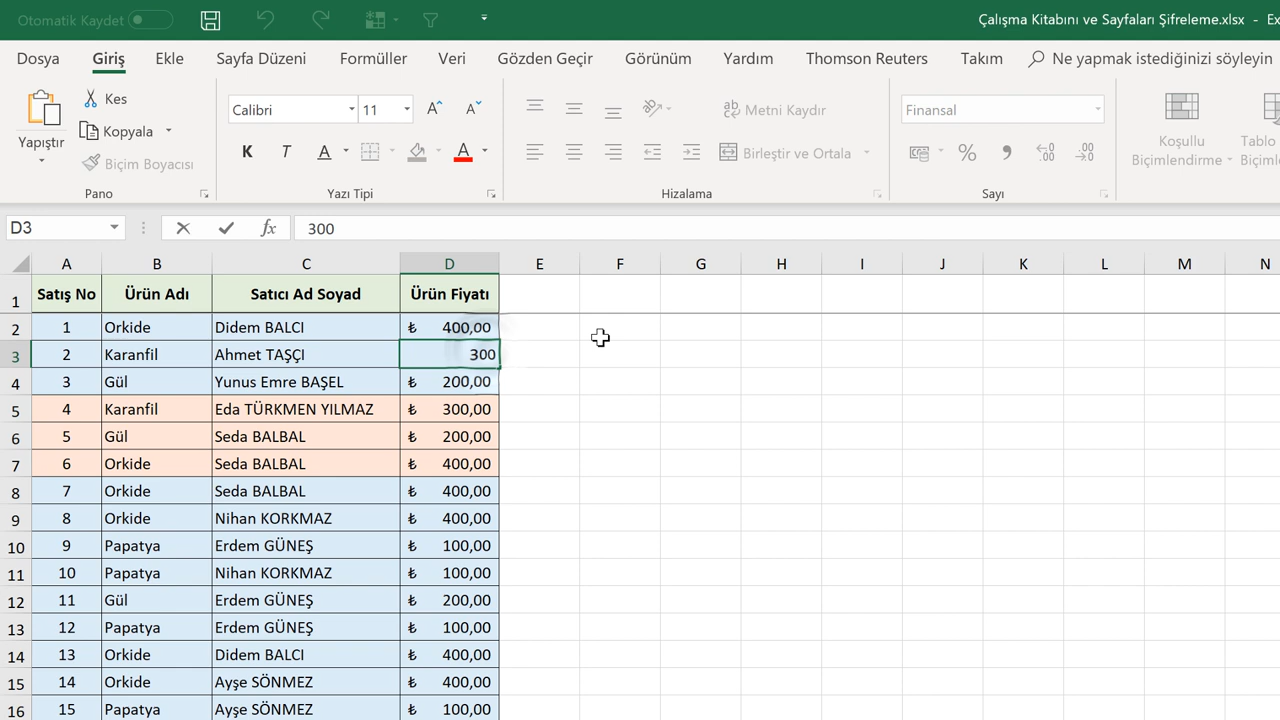 Otomatik Kaydet
Çalışma Kitabını ve Sayfaları Şifreleme.xlsx - Ex
Dosya Giriş Ekle Sayfa Düzeni Formüller Veri Gözden Geçir Görünüm Yardım Thomson Reuters Takım Ne yapmak istediğinizi söyleyin
Yapıştır
Kes
Kopyala
Biçim Boyacısı
Pano
Calibri 11
K T A A
Yazı Tipi
ab Metni Kaydır
Birleştir ve Ortala
Hizalama
Finansal
Sayı
Koşullu
Biçimlendirme
Tablo
Biçiml
D3 fx 300
A B C D E F G H I J K L M N
1 Satış No Ürün Adı Satıcı Ad Soyad Ürün Fiyatı
2 1 Orkide Didem BALCI ₺ 400,00
3 2 Karanfil Ahmet TAŞÇI 300
4 3 Gül Yunus Emre BAŞEL ₺ 200,00
5 4 Karanfil Eda TÜRKMEN YILMAZ ₺ 300,00
6 5 Gül Seda BALBAL ₺ 200,00
7 6 Orkide Seda BALBAL ₺ 400,00
8 7 Orkide Seda BALBAL ₺ 400,00
9 8 Orkide Nihan KORKMAZ ₺ 400,00
10 9 Papatya Erdem GÜNEŞ ₺ 100,00
11 10 Papatya Nihan KORKMAZ ₺ 100,00
12 11 Gül Erdem GÜNEŞ ₺ 200,00
13 12 Papatya Erdem GÜNEŞ ₺ 100,00
14 13 Orkide Didem BALCI ₺ 400,00
15 14 Orkide Ayşe SÖNMEZ ₺ 400,00
16 15 Papatya Ayşe SÖNMEZ ₺ 100,00